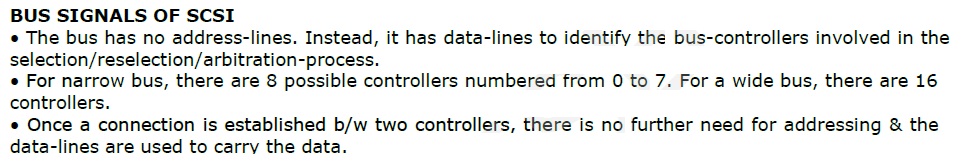 BUS SIGNALS OF SCSI
• The bus has no address-lines. Instead, it has data-lines to identify the bus-controllers involved in the
selection/reselection/arbitration-process.
• For narrow bus, there are 8 possible controllers numbered from 0 to 7. For a wide bus, there are 16
controllers.
• Once a connection is established b/w two controllers, there is no further need for addressing & the
data-lines are used to carry the data.